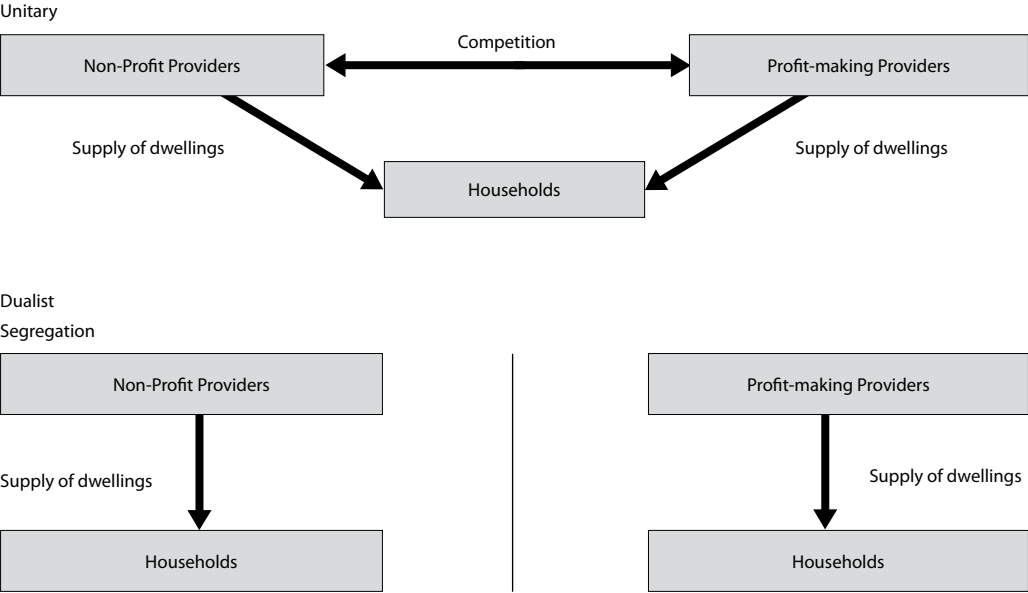 Unitary
Competition
Non-Profit Providers
Profit-making Providers
Supply of dwellings
Supply of dwellings
Households
Dualist
Segregation
Non-Profit Providers
Profit-making Providers
Supply of dwellings
Supply of dwellings
Households
Households